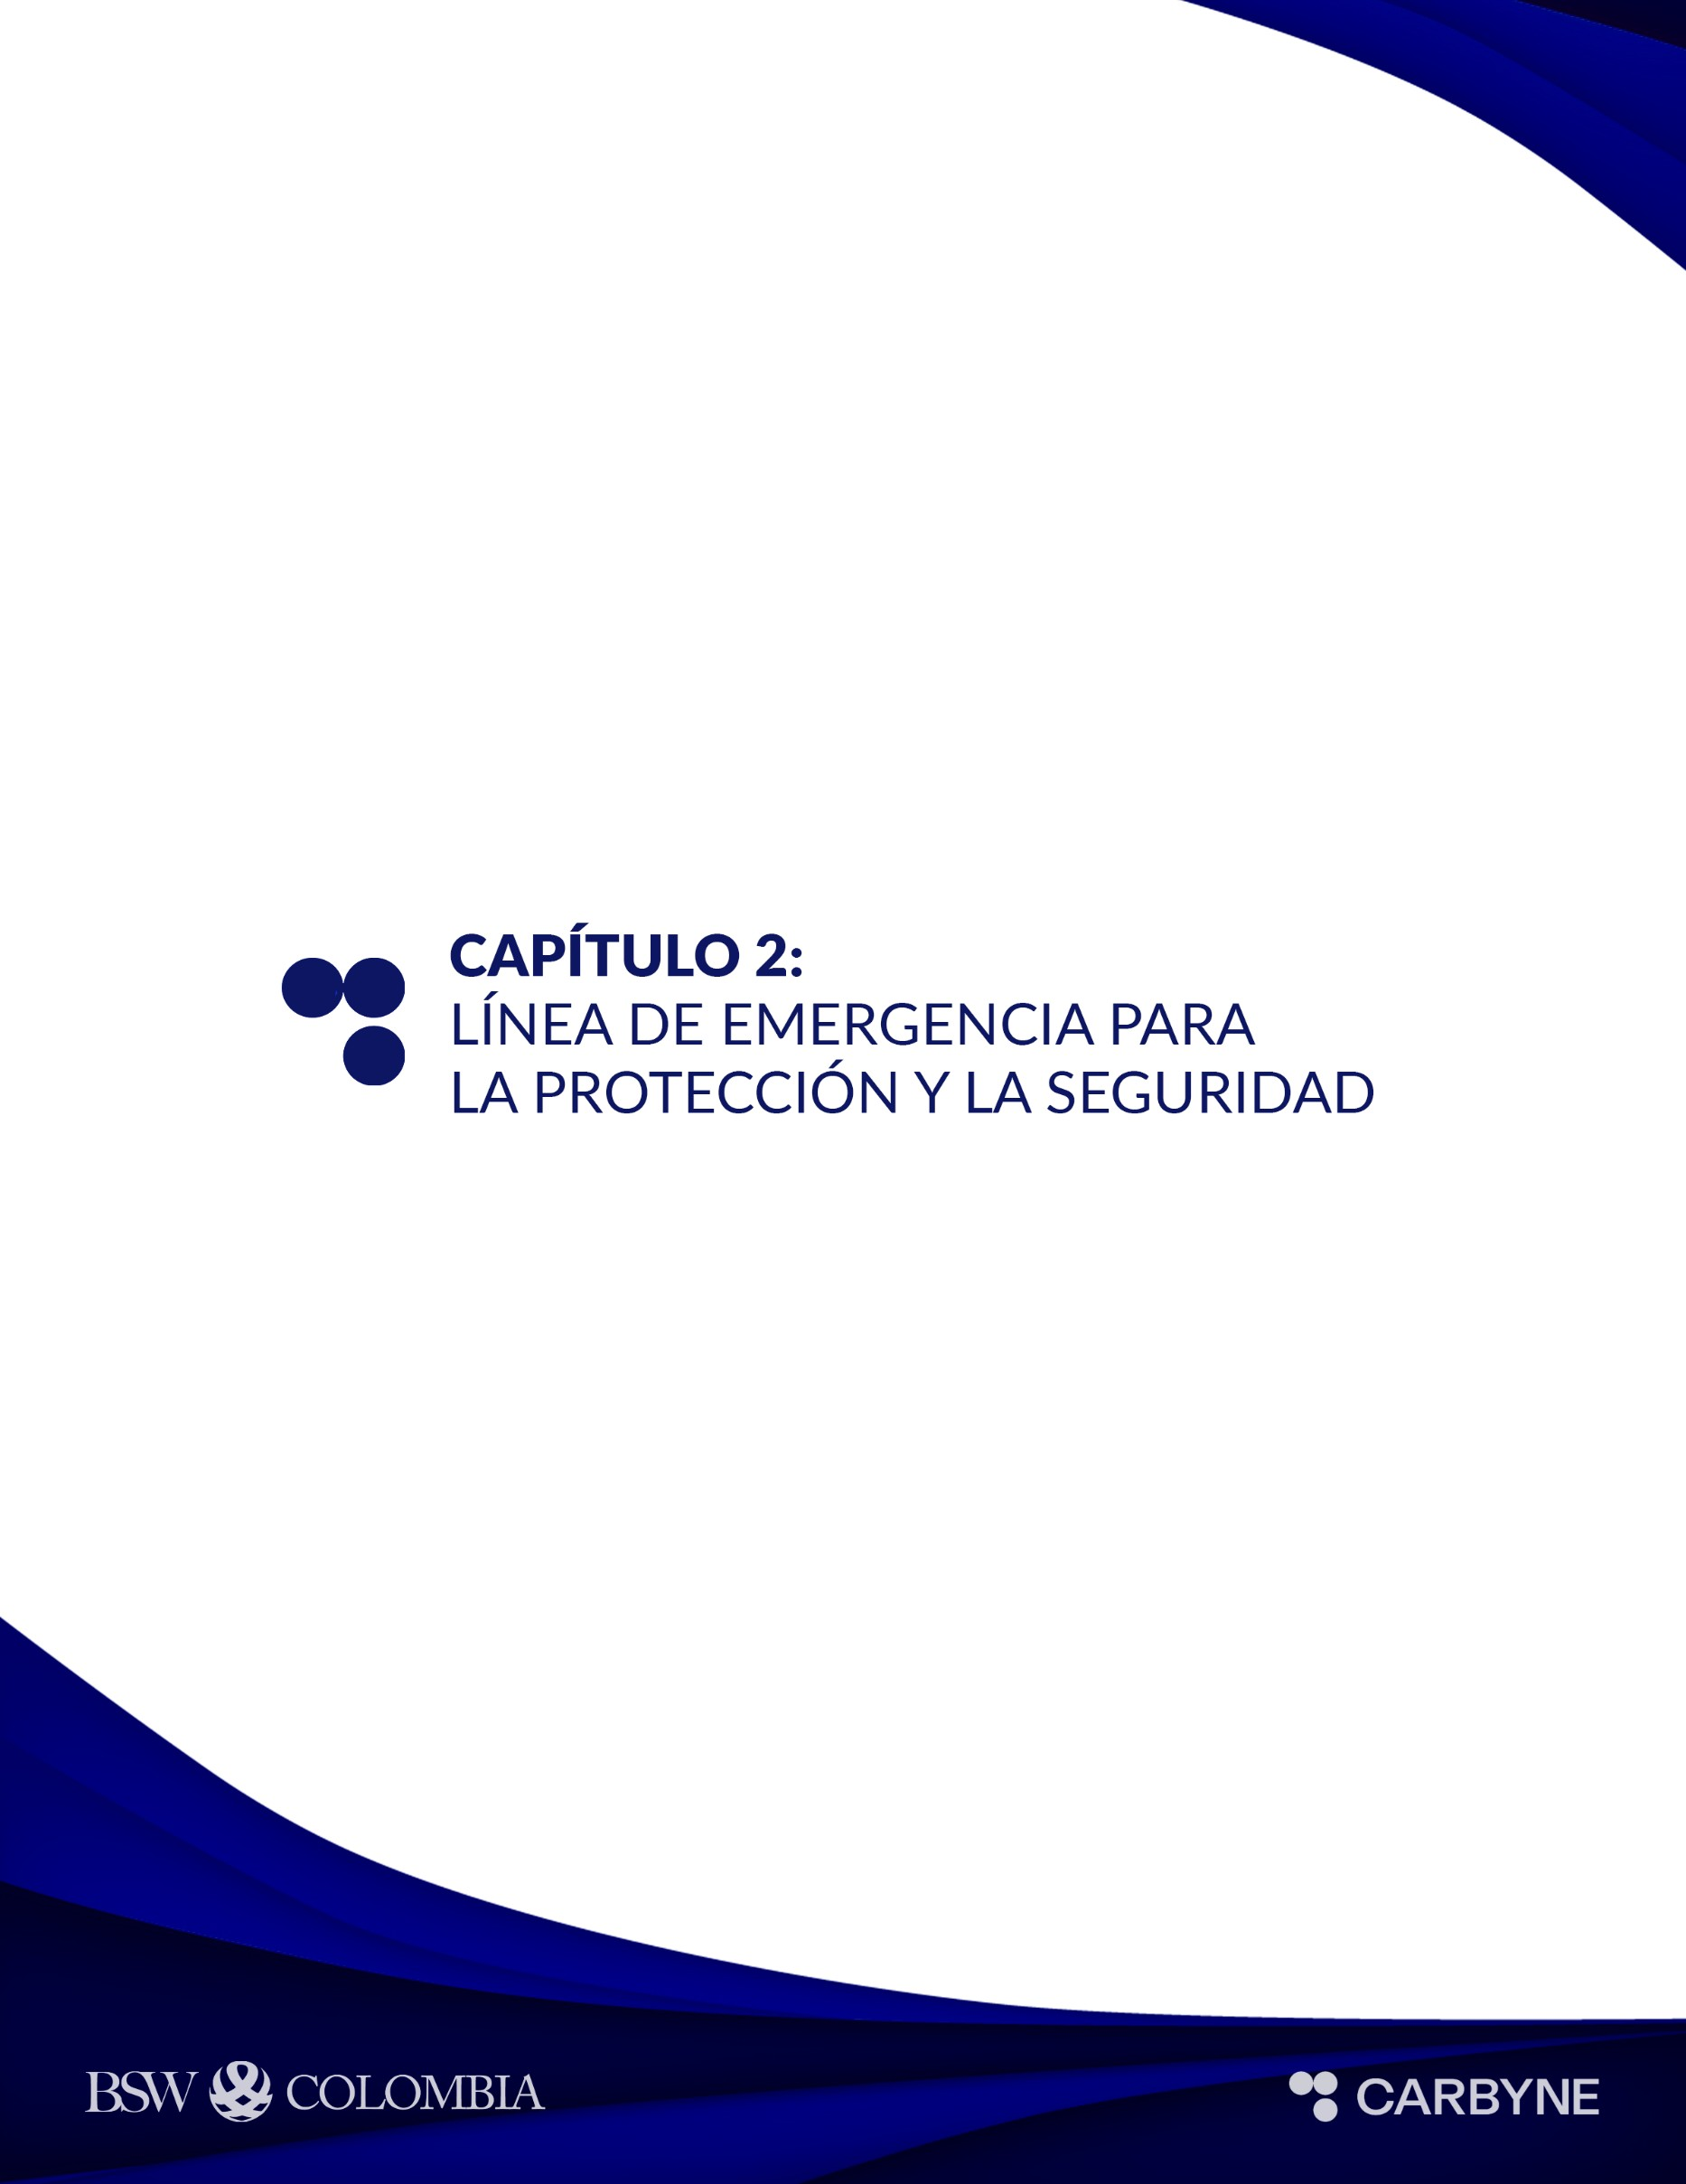 CAPÍTULO 2:
LÍNEA DE EMERGENCIA PARA
LA PROTECCIÓN Y LA SEGURIDAD
BSW COLOMBIA
CARBYNE